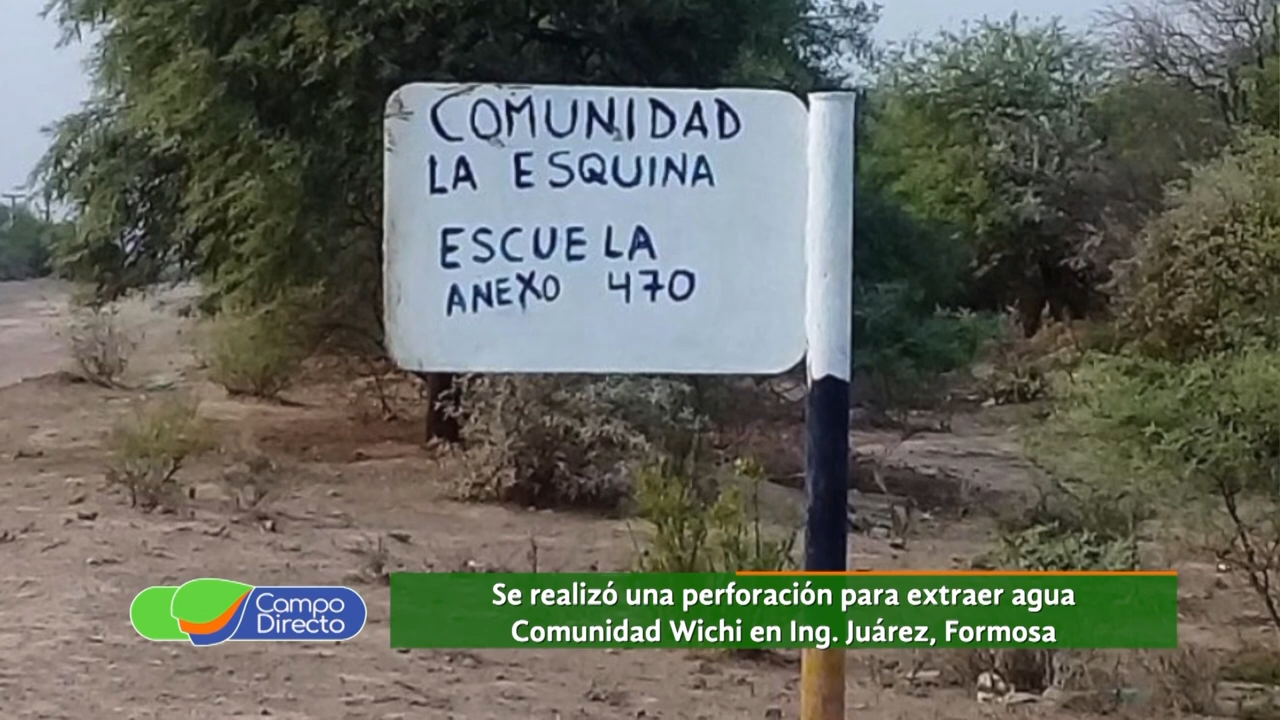 COMUNIDAD
LA ESQUINA
ESCUELA
ANEXO 470
Campo
Directo
Se realizó una perforación para extraer agua
Comunidad Wichi en Ing. Juárez, Formosa